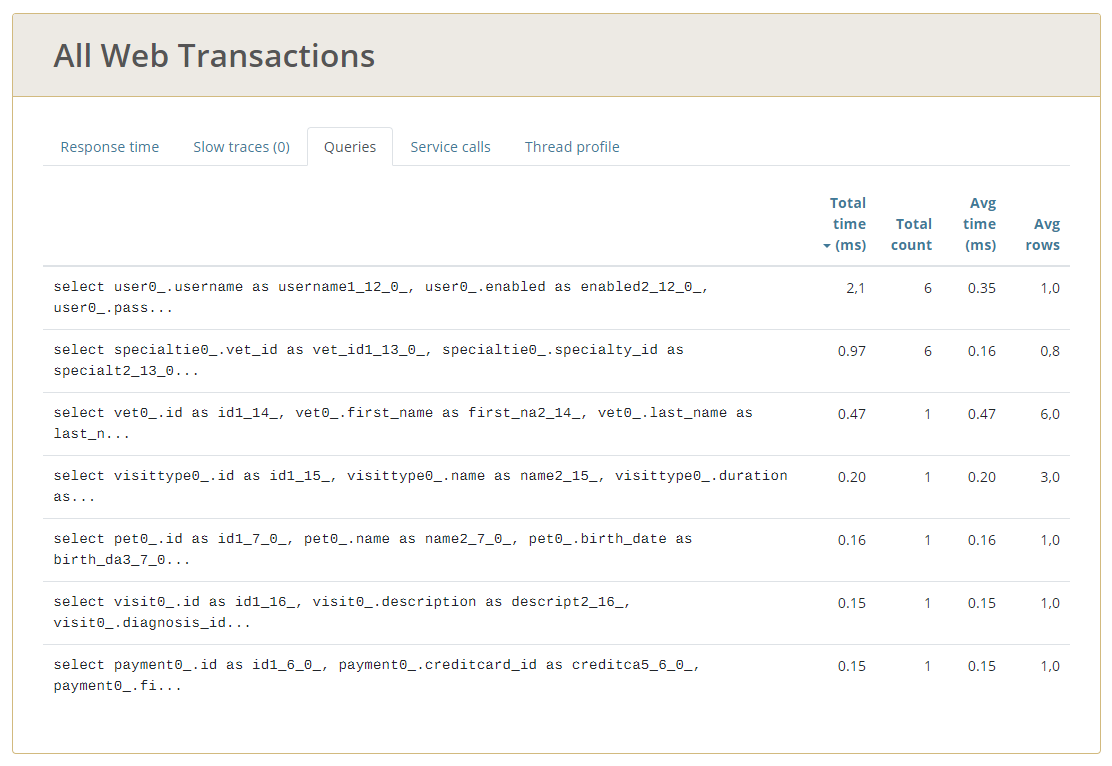 All Web Transactions
Response time Slow traces (0) Queries Service calls Thread profile
Total time (ms) Total count Avg time (ms) Avg rows
select user0_.username as username1_12_0_, user0_.enabled as enabled2_12_0_, 2,1 6 0.35 1,0
user0_.pass...
select specialtie0_.vet_id as vet_id1_13_0_, specialtie0_.specialty_id as 0.97 6 0.16 0,8
specialt2_13_0...
select vet0_.id as id1_14_, vet0_.first_name as first_na2_14_, vet0_.last_name as 0.47 1 0.47 6,0
last_n...
select visittype0_.id as id1_15_, visittype0_.name as name2_15_, visittype0_.duration 0.20 1 0.20 3,0
as...
select pet0_.id as id1_7_0_, pet0_.name as name2_7_0_, pet0_.birth_date as 0.16 1 0.16 1,0
birth_da3_7_0...
select visit0_.id as id1_16_, visit0_.description as descript2_16_, 0.15 1 0.15 1,0
visit0_.diagnosis_id...
select payment0_.id as id1_6_0_, payment0_.creditcard_id as creditca5_6_0_, 0.15 1 0.15 1,0
payment0_.fi...